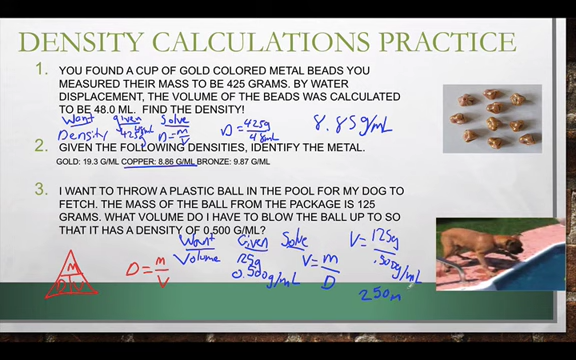 DENSITY CALCULATIONS PRACTICE
1. YOU FOUND A CUP OF GOLD COLORED METAL BEADS YOU
MEASURED THEIR MASS TO BE 425 GRAMS. BY WATER
DISPLACEMENT, THE VOLUME OF THE BEADS WAS CALCULATED
TO BE 48.0 ML. FIND THE DENSITY!
Want given Solve
Density 425g D = m/V D = 425g/48mL 8.85 g/mL
2. GIVEN THE FOLLOWING DENSITIES, IDENTIFY THE METAL.
GOLD: 19.3 G/ML COPPER: 8.86 G/ML BRONZE: 9.87 G/ML
3. I WANT TO THROW A PLASTIC BALL IN THE POOL FOR MY DOG TO
FETCH. THE MASS OF THE BALL FROM THE PACKAGE IS 125
GRAMS. WHAT VOLUME DO I HAVE TO BLOW THE BALL UP TO SO
THAT IT HAS A DENSITY OF 0.500 G/ML?
Want Given Solve V = 125g/.500g/mL
Volume 125g V = m/D
0.500g/mL
M
D V
D = m/V
250m